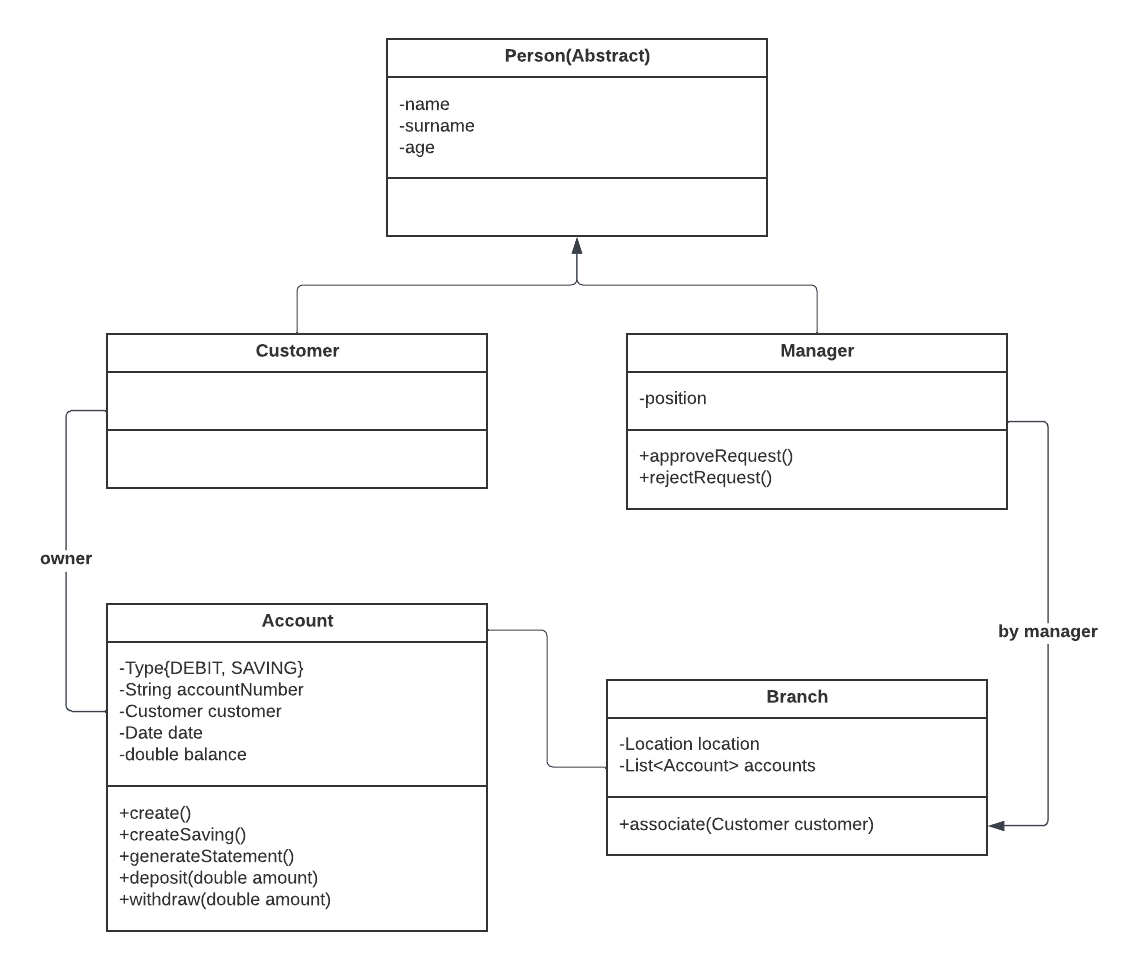 Person(Abstract)
-name
-surname
-age
Customer
Manager
-position
+approveRequest()
+rejectRequest()
owner
by manager
Account
-Type{DEBIT, SAVING}
-String accountNumber
-Customer customer
-Date date
-double balance
+create()
+createSaving()
+generateStatement()
+deposit(double amount)
+withdraw(double amount)
Branch
-Location location
-List<Account> accounts
+associate(Customer customer)